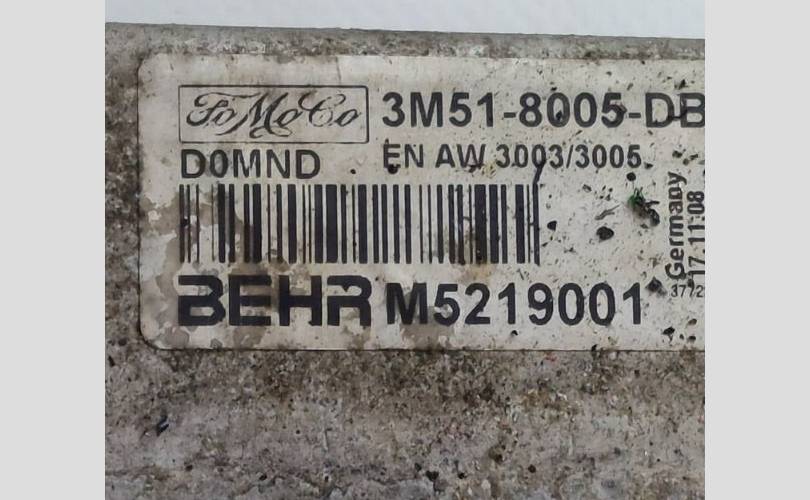 FoMoCo 3M51-8005-DB
D0MND EN AW 3003/3005
BEHR M5219001
Germany
17.11.08